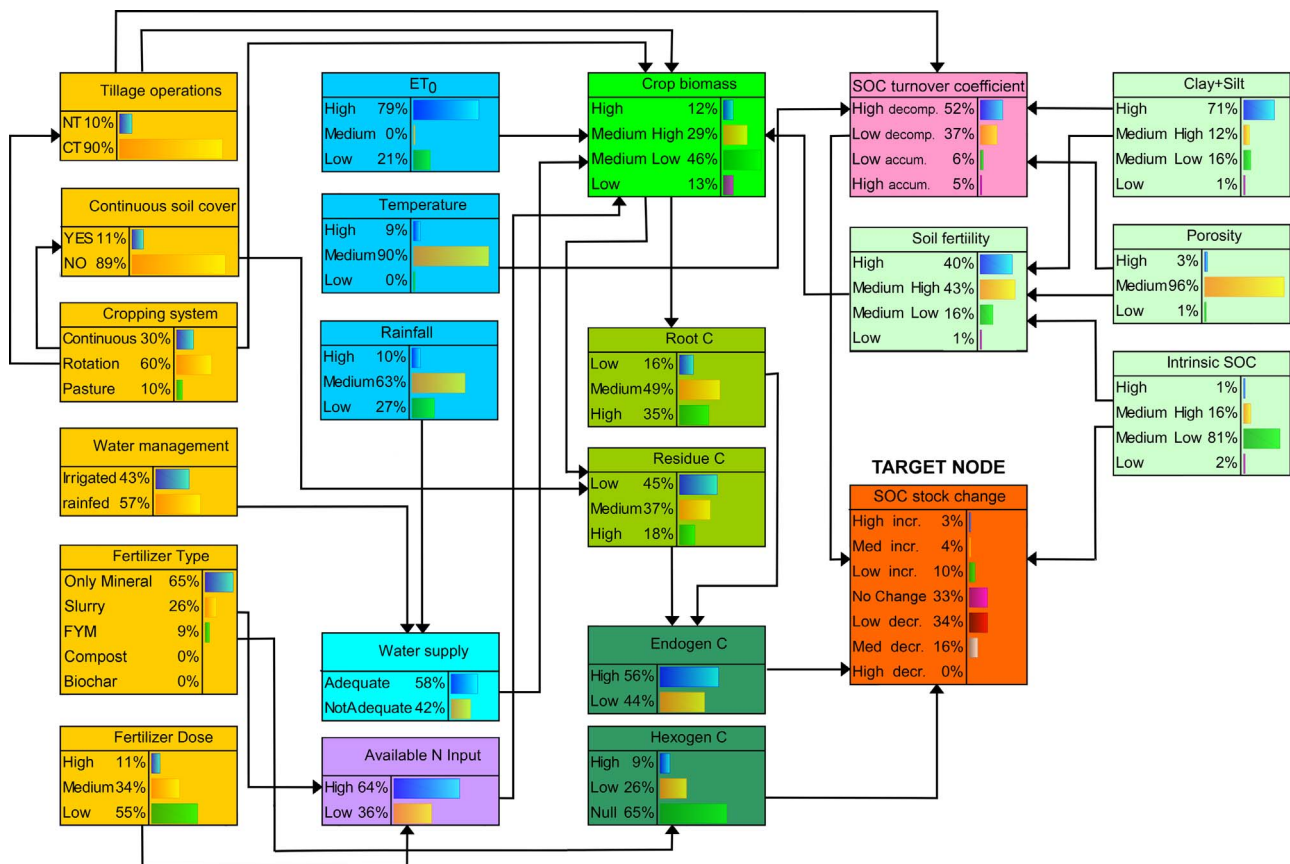 Tillage operations
NT 10%
CT 90%
Continuous soil cover
YES 11%
NO 89%
Cropping system
Continuous 30%
Rotation 60%
Pasture 10%
Water management
Irrigated 43%
rainfed 57%
Fertilizer Type
Only Mineral 65%
Slurry 26%
FYM 9%
Compost 0%
Biochar 0%
Fertilizer Dose
High 11%
Medium 34%
Low 55%
ET0
High 79%
Medium 0%
Low 21%
Temperature
High 9%
Medium 90%
Low 0%
Rainfall
High 10%
Medium 63%
Low 27%
Water supply
Adequate 58%
NotAdequate 42%
Available N Input
High 64%
Low 36%
Crop biomass
High 12%
Medium High 29%
Medium Low 46%
Low 13%
Root C
Low 16%
Medium 49%
High 35%
Residue C
Low 45%
Medium 37%
High 18%
Endogen C
High 56%
Low 44%
Hexogen C
High 9%
Low 26%
Null 65%
SOC turnover coefficient
High decomp. 52%
Low decomp. 37%
Low accum. 6%
High accum. 5%
Soil fertiility
High 40%
Medium High 43%
Medium Low 16%
Low 1%
TARGET NODE
SOC stock change
High incr. 3%
Med incr. 4%
Low incr. 10%
No Change 33%
Low decr. 34%
Med decr. 16%
High decr. 0%
Clay+Silt
High 71%
Medium High 12%
Medium Low 16%
Low 1%
Porosity
High 3%
Medium 96%
Low 1%
Intrinsic SOC
High 1%
Medium High 16%
Medium Low 81%
Low 2%